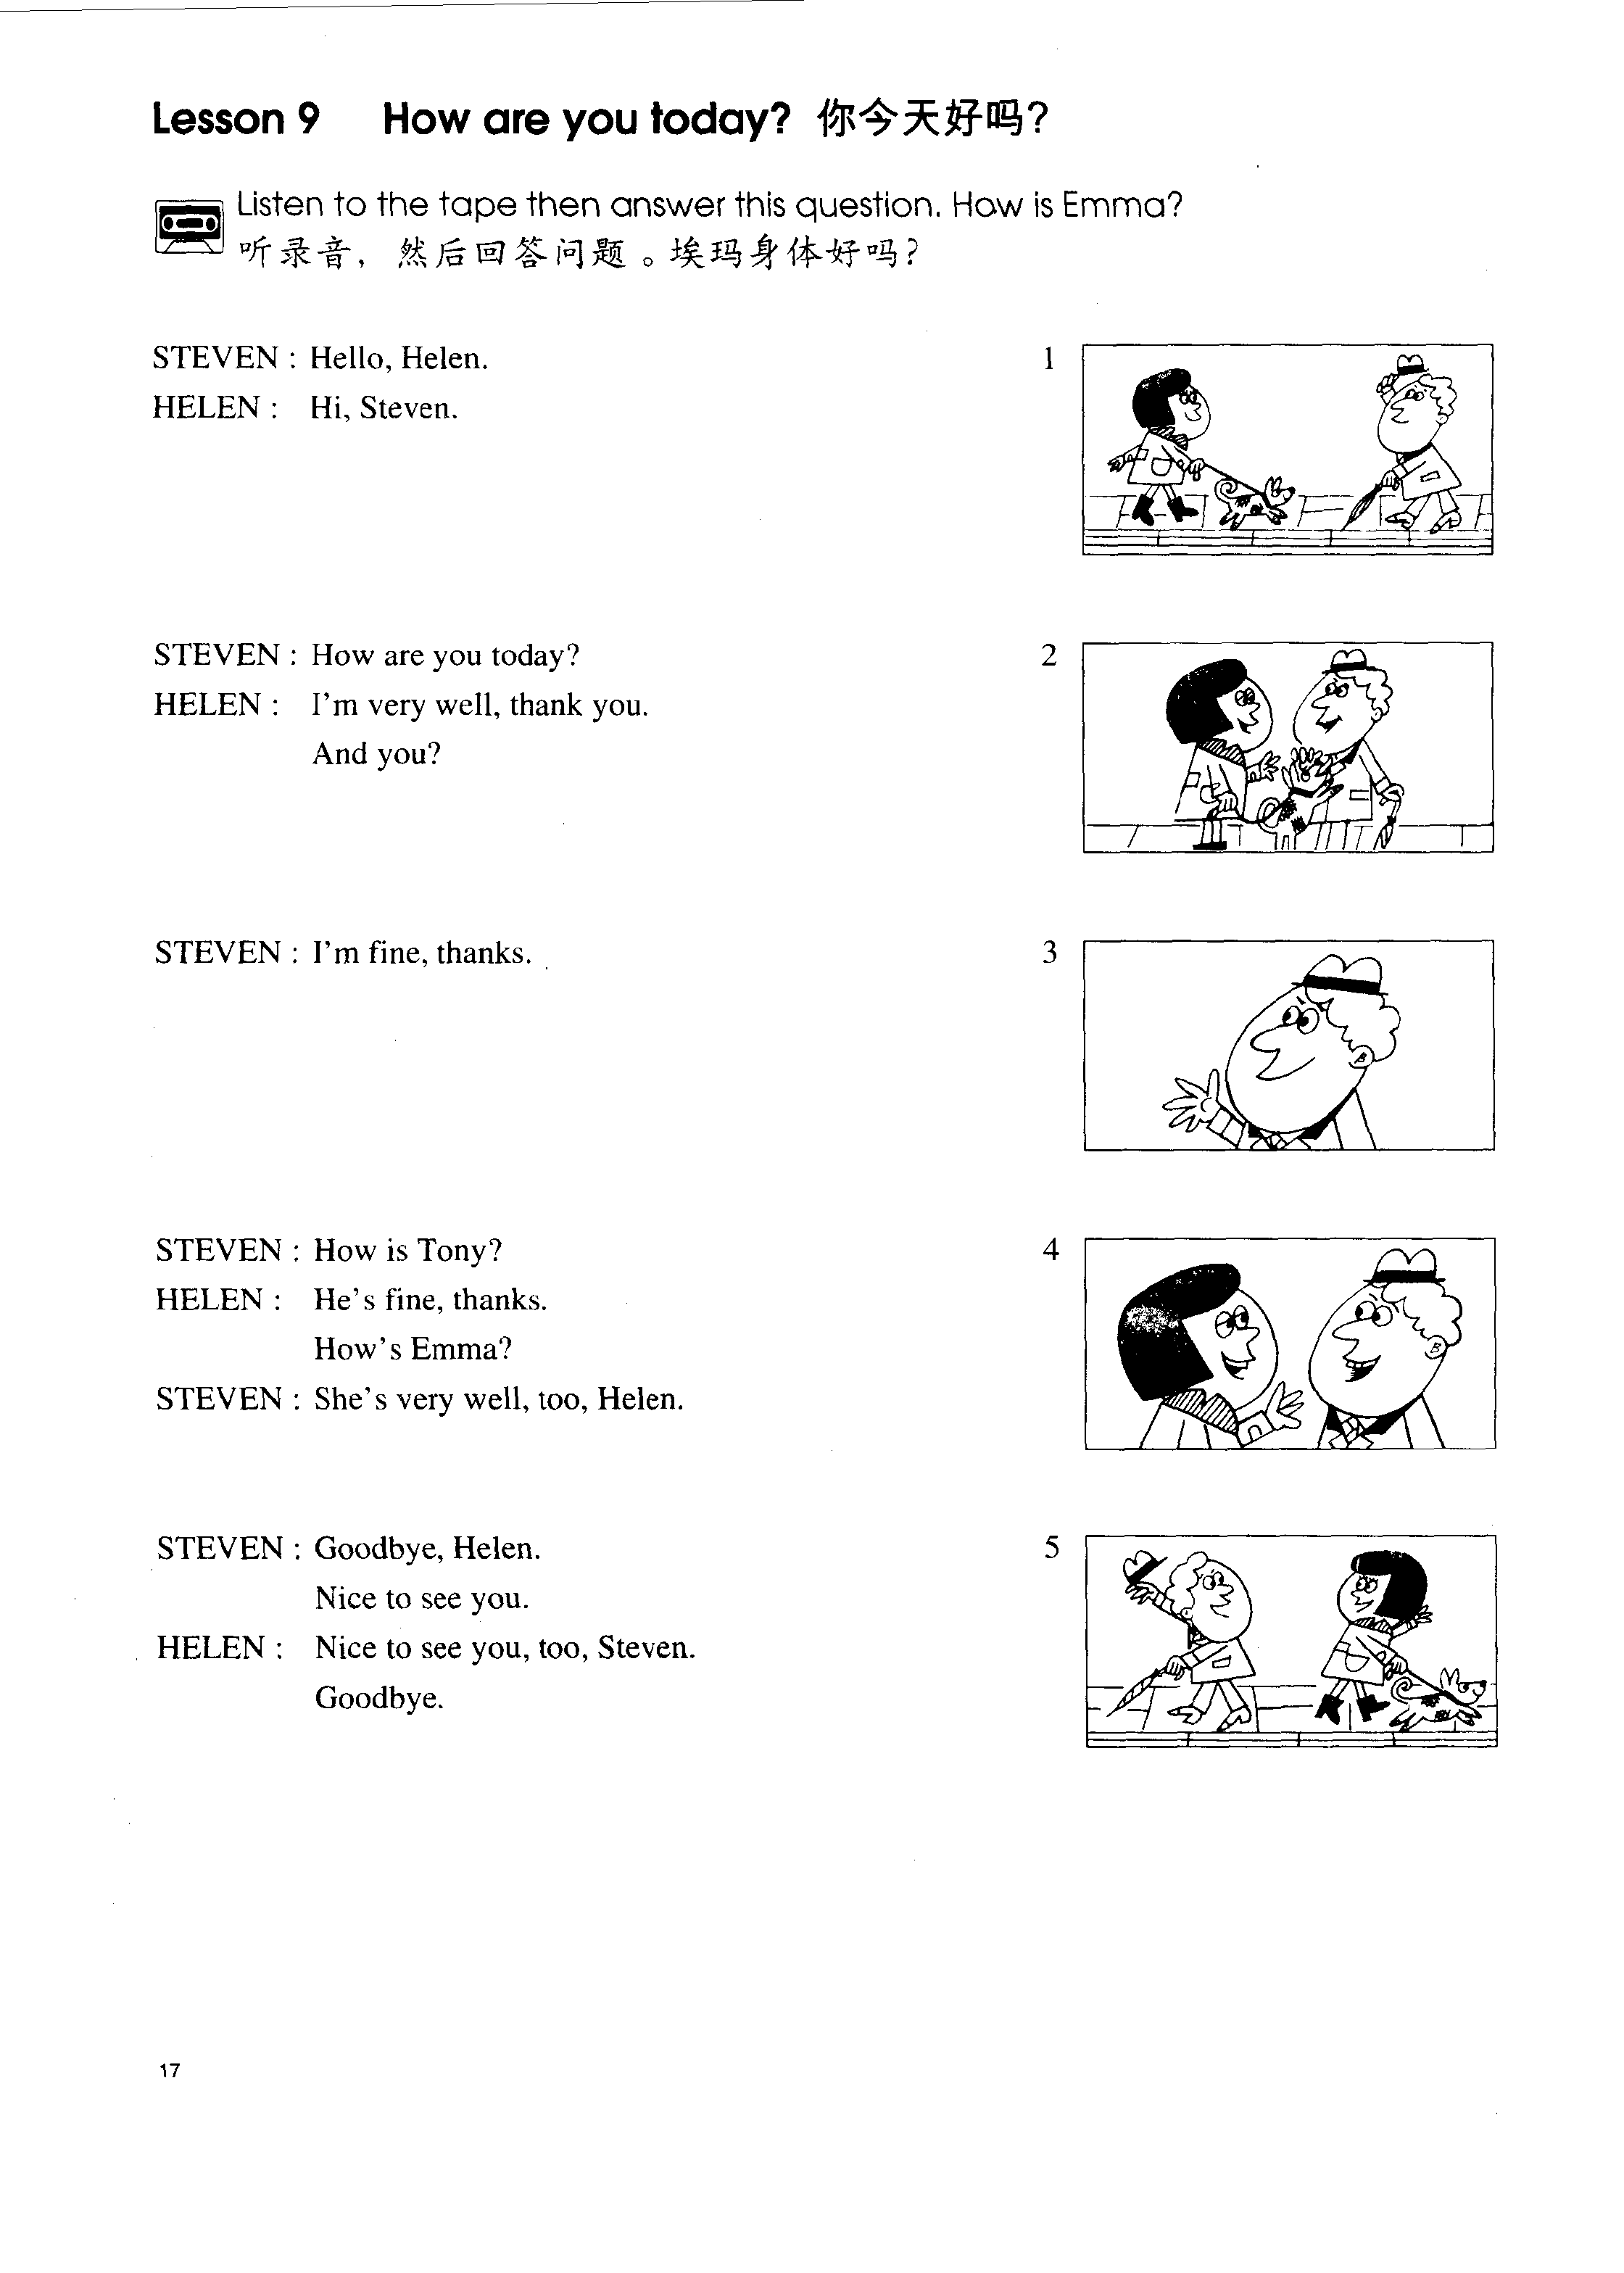 Lesson 9 How are you today? 你今天好吗?
Listen to the tape then answer this question. How is Emma?
听录音，然后回答问题。埃玛身体好吗?
STEVEN : Hello, Helen.
1
HELEN : Hi, Steven.
STEVEN : How are you today?
2
HELEN : I'm very well, thank you.
And you?
STEVEN : I'm fine, thanks.
3
STEVEN : How is Tony?
4
HELEN : He's fine, thanks.
How's Emma?
STEVEN : She's very well, too, Helen.
STEVEN : Goodbye, Helen.
5
Nice to see you.
HELEN : Nice to see you, too, Steven.
Goodbye.
17